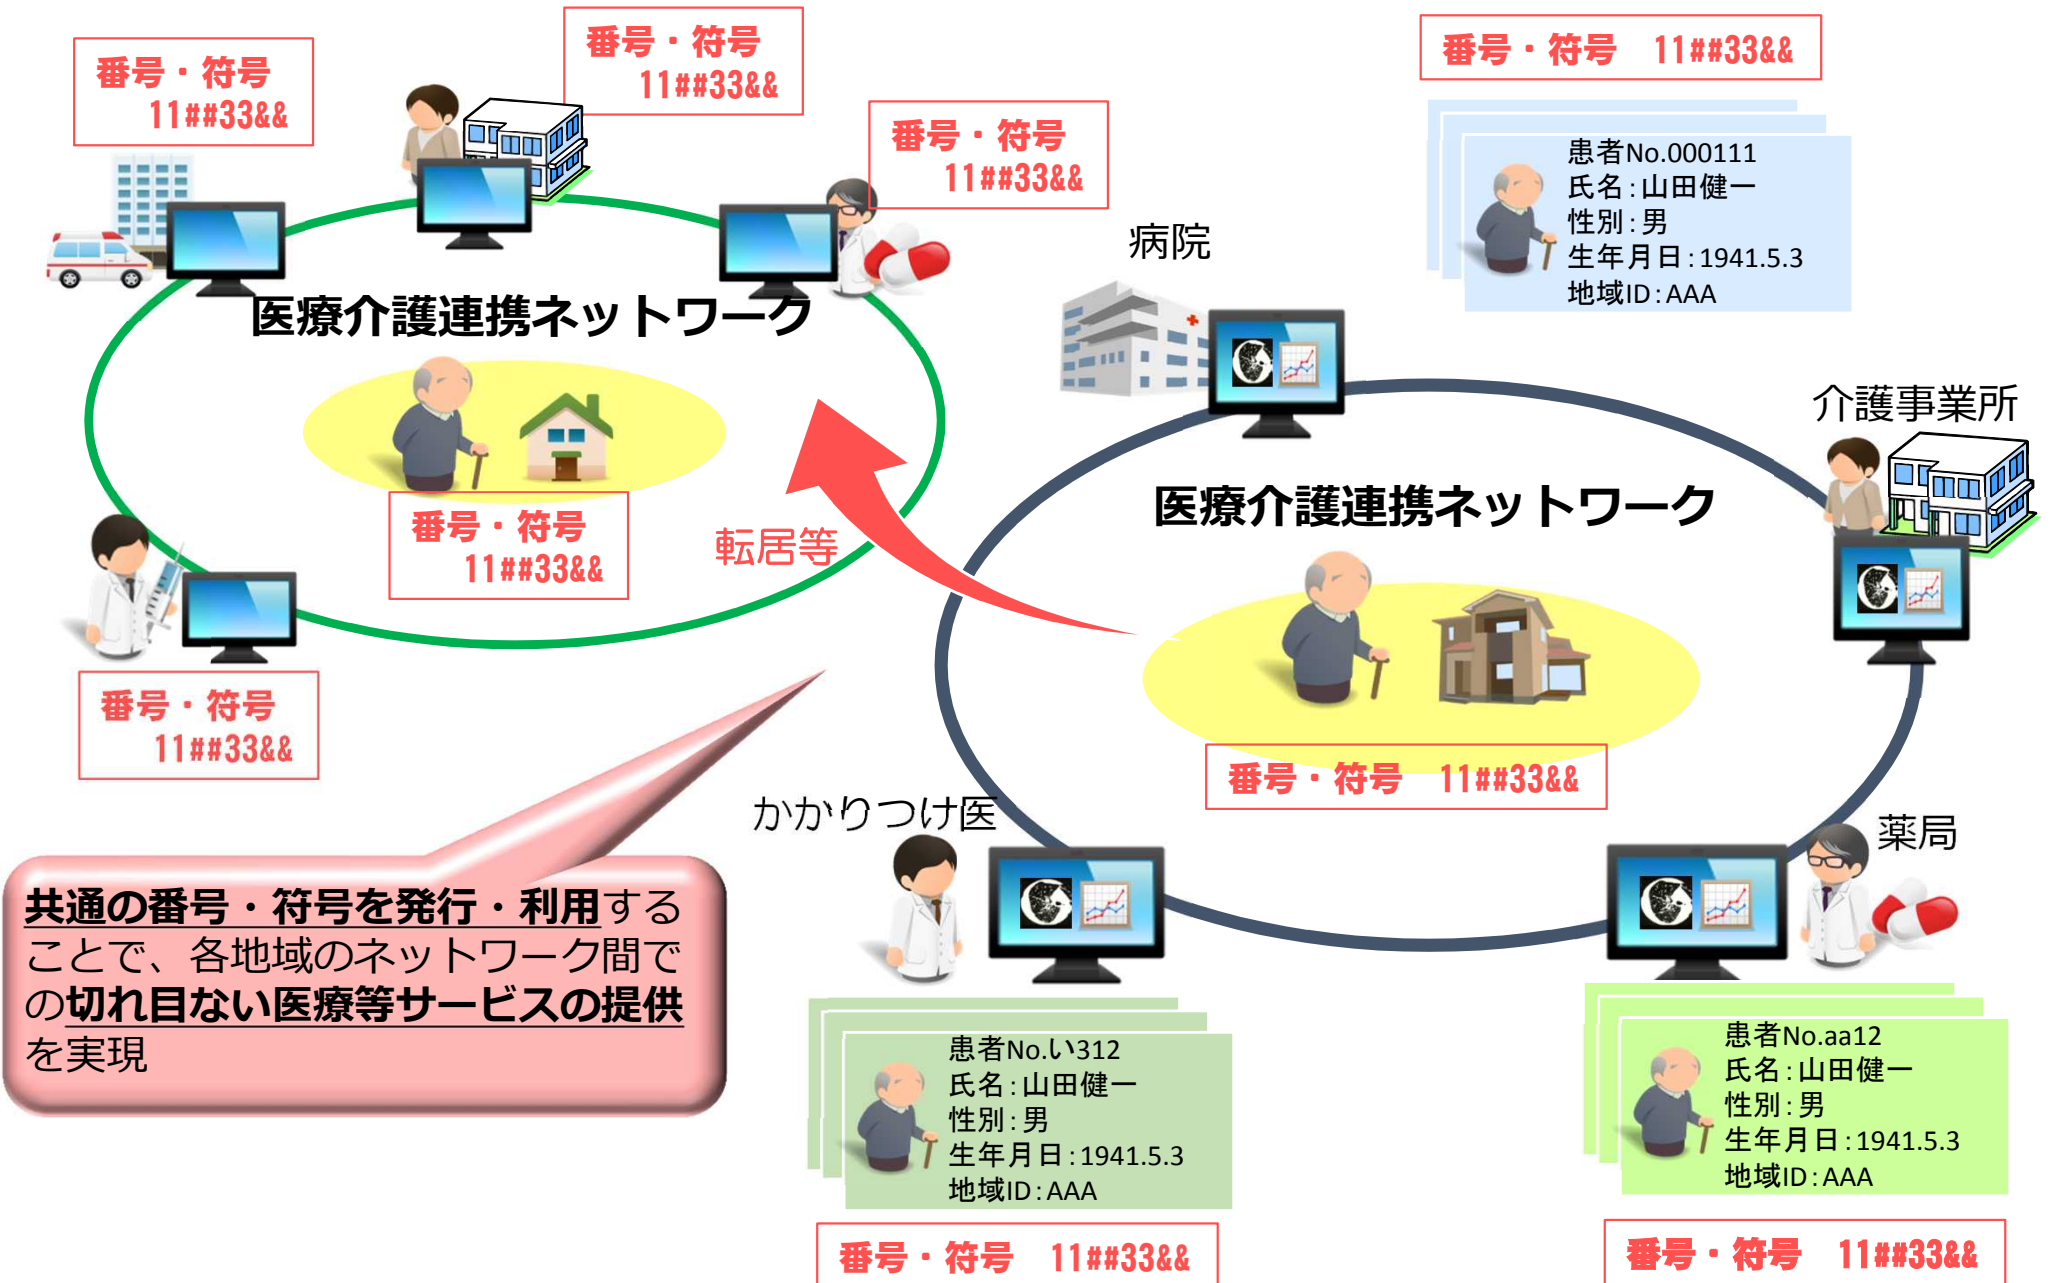 番号・符号
11##33&&
番号・符号
11##33&&
番号・符号
11##33&&
医療介護連携ネットワーク
番号・符号
11##33&&
転居等
番号・符号
11##33&&
共通の番号・符号を発行・利用する
ことで、各地域のネットワーク間で
の切れ目ない医療等サービスの提供
を実現
番号・符号　11##33&&
患者No.000111
氏名：山田健一
性別：男
生年月日：1941.5.3
地域ID：AAA
病院
介護事業所
医療介護連携ネットワーク
番号・符号　11##33&&
かかりつけ医
薬局
患者No.い312
氏名：山田健一
性別：男
生年月日：1941.5.3
地域ID：AAA
番号・符号　11##33&&
患者No.aa12
氏名：山田健一
性別：男
生年月日：1941.5.3
地域ID：AAA
番号・符号　11##33&&